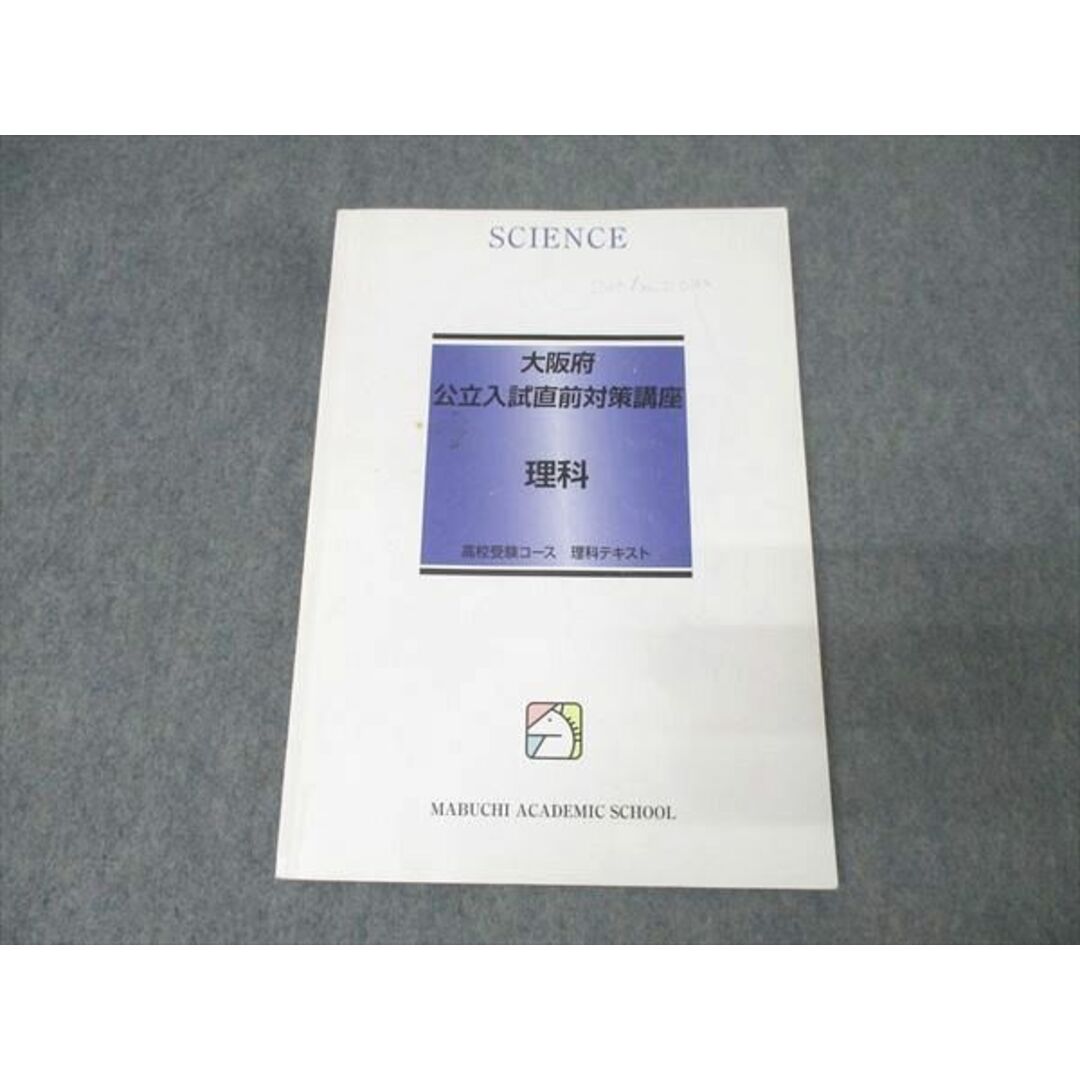 SCIENCE
大阪府
公立入試直前対策講座
理科
高校受験コース　理科テキスト
MABUCHI ACADEMIC SCHOOL